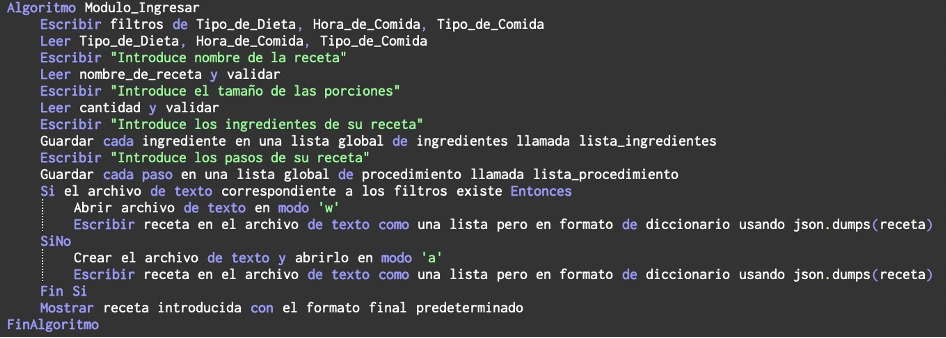 Algoritmo Modulo_Ingresar
Escribir filtros de Tipo_de_Dieta, Hora_de_Comida, Tipo_de_Comida
Leer Tipo_de_Dieta, Hora_de_Comida, Tipo_de_Comida
Escribir "Introduce nombre de la receta"
Leer nombre_de_receta y validar
Escribir "Introduce el tamaño de las porciones"
Leer cantidad y validar
Escribir "Introduce los ingredientes de su receta"
Guardar cada ingrediente en una lista global de ingredientes llamada lista_ingredientes
Escribir "Introduce los pasos de su receta"
Guardar cada paso en una lista global de procedimiento llamada lista_procedimiento
Si el archivo de texto correspondiente a los filtros existe Entonces
Abrir archivo de texto en modo 'w'
Escribir receta en el archivo de texto como una lista pero en formato de diccionario usando json.dumps(receta)
SiNo
Crear el archivo de texto y abrirlo en modo 'a'
Escribir receta en el archivo de texto como una lista pero en formato de diccionario usando json.dumps(receta)
Fin Si
Mostrar receta introducida con el formato final predeterminado
FinAlgoritmo